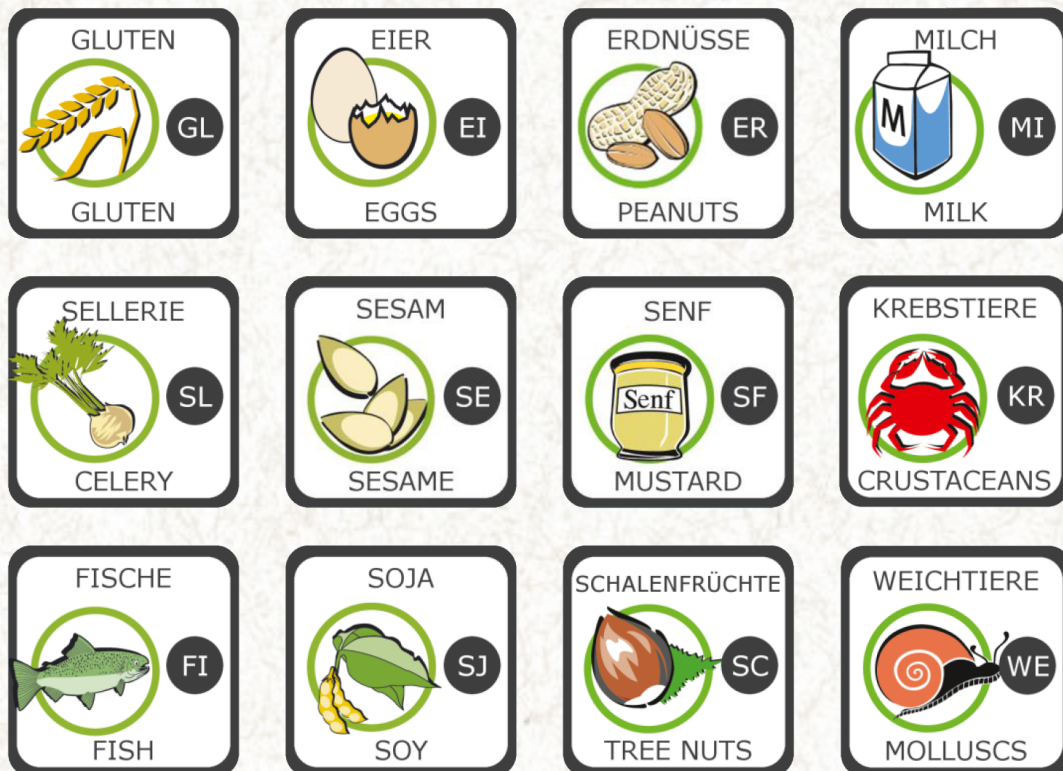 GLUTEN
GL
GLUTEN
EIER
EI
EGGS
ERDNÜSSE
ER
PEANUTS
MILCH
M
MI
MILK
SELLERIE
SL
CELERY
SESAM
SE
SESAME
SENF
Senf
SF
MUSTARD
KREBSTIERE
KR
CRUSTACEANS
FISCHE
FI
FISH
SOJA
SJ
SOY
SCHALENFRÜCHTE
SC
TREE NUTS
WEICHTIERE
WE
MOLLUSCS